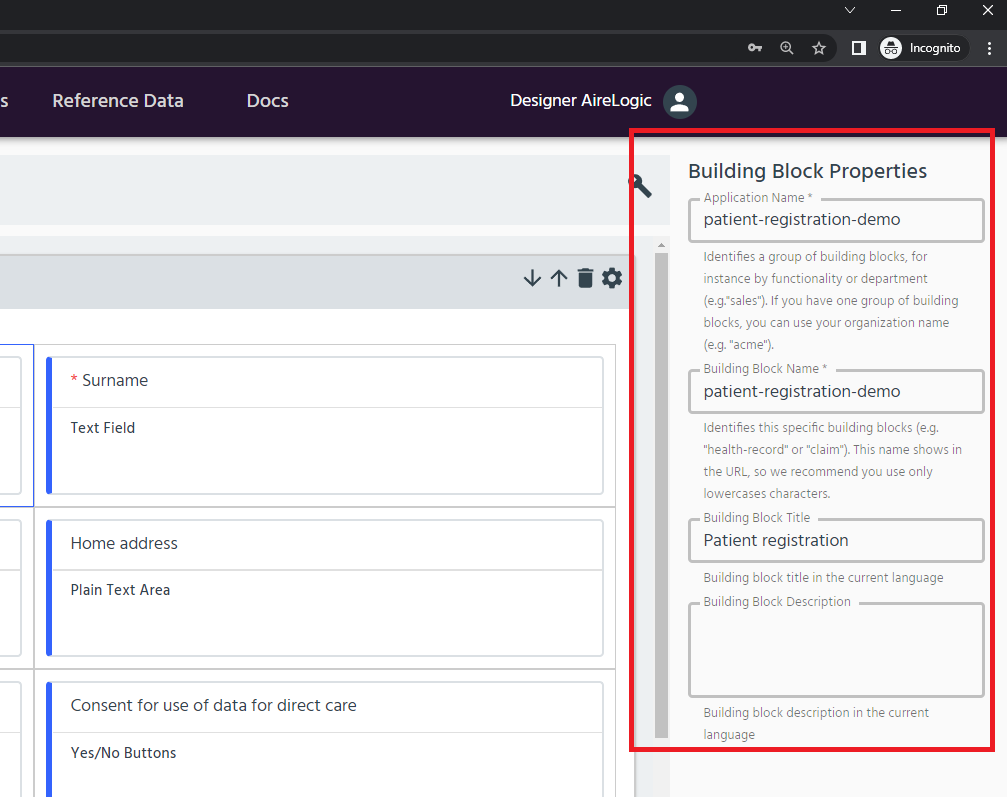 Incognito
s
Reference Data
Docs
Designer AireLogic
Building Block Properties
Application Name *
patient-registration-demo
Identifies a group of building blocks, for
instance by functionality or department
(e.g."sales"). If you have one group of building
blocks, you can use your organization name
(e.g. "acme").
Building Block Name *
patient-registration-demo
Identifies this specific building blocks (e.g.
"health-record" or "claim"). This name shows in
the URL, so we recommend you use only
lowercases characters.
Building Block Title
Patient registration
Building block title in the current language
Building Block Description
Building block description in the current
language
* Surname
Text Field
Home address
Plain Text Area
Consent for use of data for direct care
Yes/No Buttons